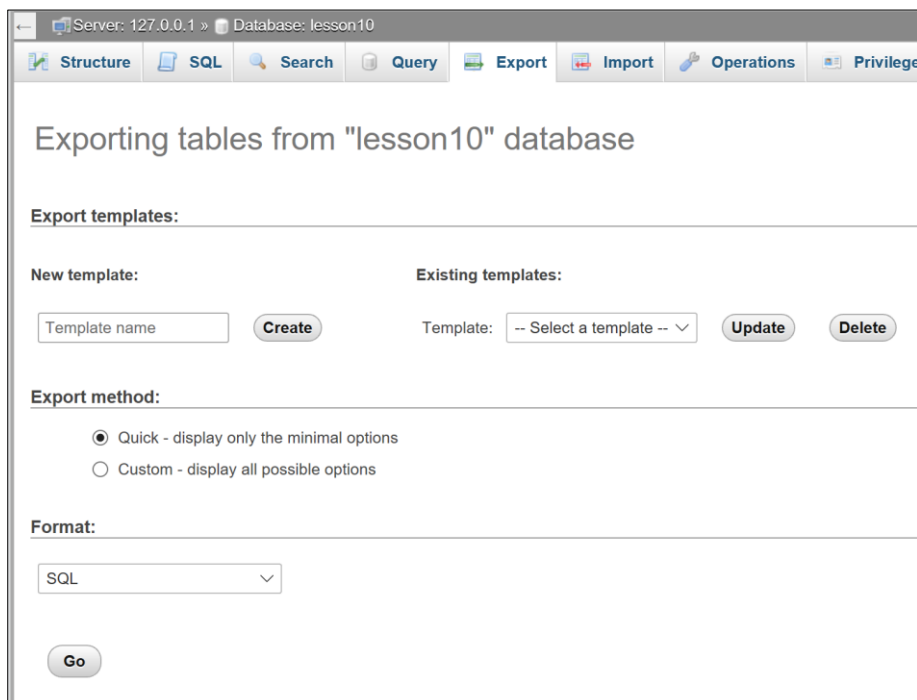 Server: 127.0.0.1 » Database: lesson10
Structure SQL Search Query Export Import Operations Privilege
Exporting tables from "lesson10" database
Export templates:
New template: Existing templates:
Template name Create Template: -- Select a template -- Update Delete
Export method:
Quick - display only the minimal options
Custom - display all possible options
Format:
SQL
Go